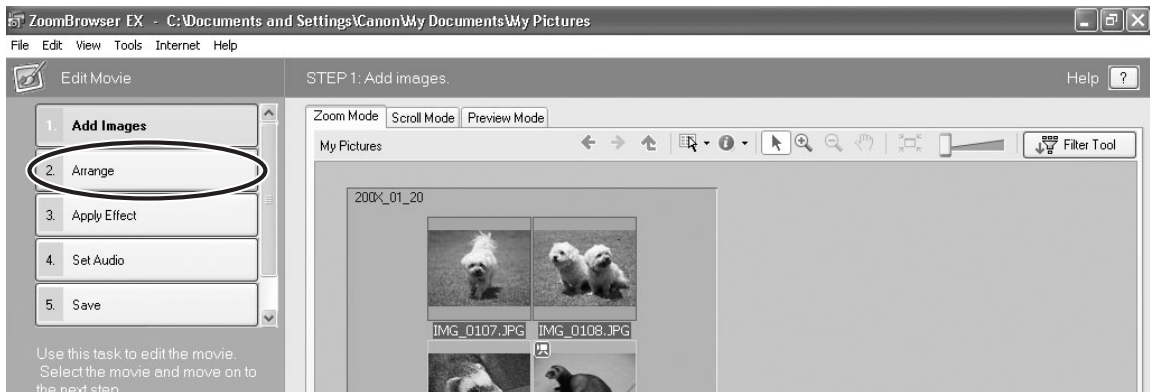 ZoomBrowser EX - C:\Documents and Settings\Canon\My Documents\My Pictures
File Edit View Tools Internet Help
Edit Movie
STEP 1: Add images.
Help ?
1. Add Images
2. Arrange
3. Apply Effect
4. Set Audio
5. Save
Use this task to edit the movie.
Select the movie and move on to
the next step.
Zoom Mode Scroll Mode Preview Mode
My Pictures
Filter Tool
200X_01_20
IMG_0107.JPG IMG_0108.JPG